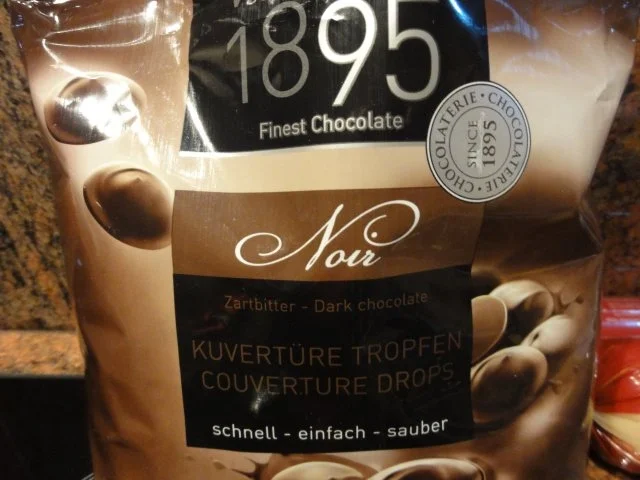 1895
Finest Chocolate
CHOCOLATERIE · CHOCOLATERIE ·
SINCE
1895
Noir
Zartbitter - Dark chocolate
KUVERTÜRE TROPFEN
COUVERTURE DROPS
schnell - einfach - sauber